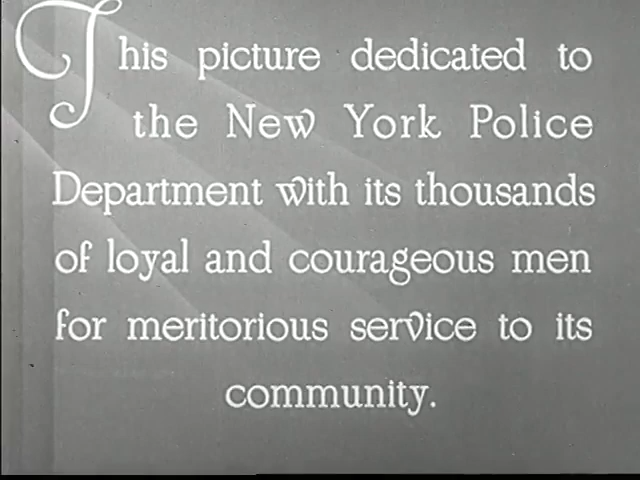 This picture dedicated to
the New York Police
Department with its thousands
of loyal and courageous men
for meritorious service to its
community.